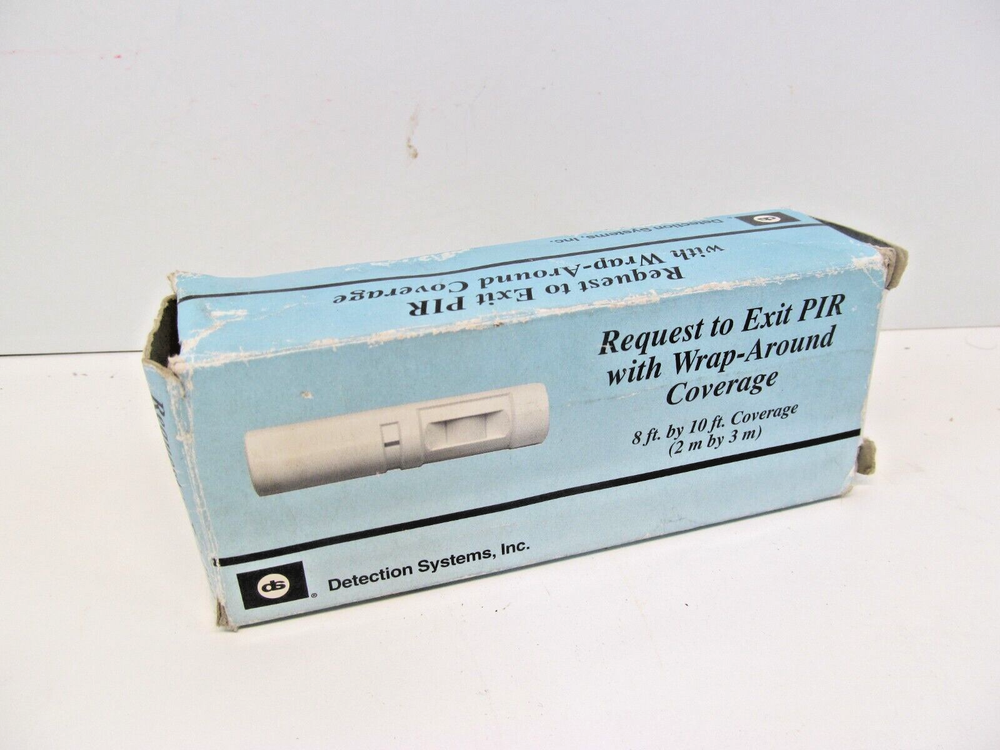 Detection Systems, Inc.
Request to Exit PIR
with Wrap-Around Coverage
Request to Exit PIR
with Wrap-Around
Coverage
8 ft. by 10 ft. Coverage
(2 m by 3 m)
ds ® Detection Systems, Inc.